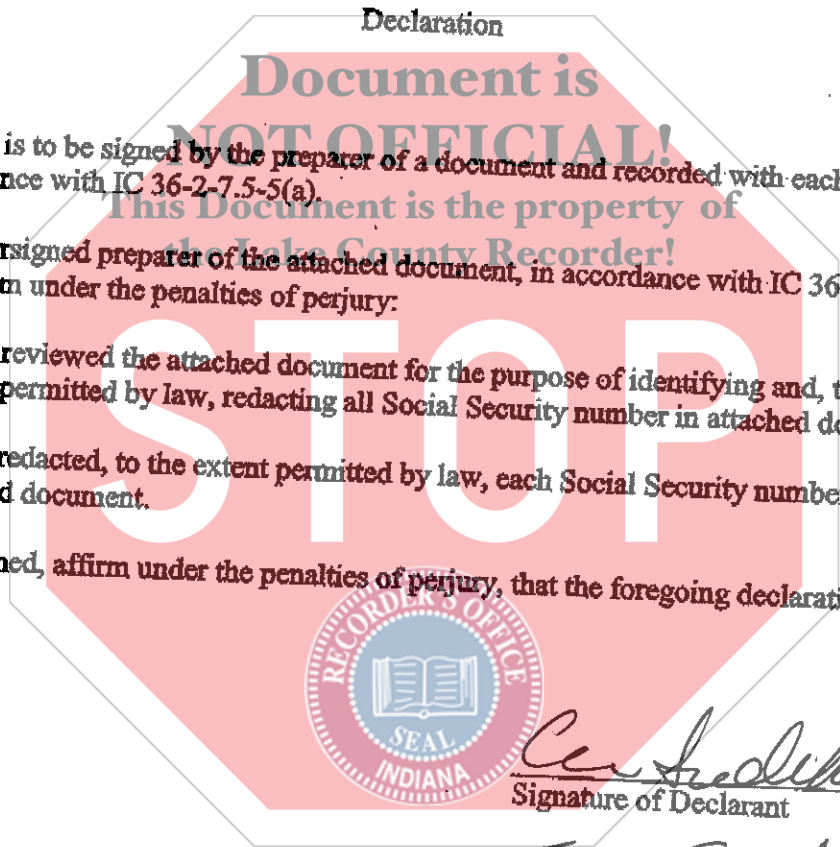 Declaration
Document is
NOT OFFICIAL!
is to be signed by the preparer of a document and recorded with each
nce with IC 36-2-7.5-5(a).
This Document is the property of
the Lake County Recorder!
rsigned preparer of the attached document, in accordance with IC 36
m under the penalties of perjury:
STOP
reviewed the attached document for the purpose of identifying and, t
permitted by law, redacting all Social Security number in attached do
redacted, to the extent permitted by law, each Social Security number
d document.
ned, affirm under the penalties of perjury, that the foregoing declarati
RECORDER'S OFFICE
SEAL
INDIANA
Signature of Declarant